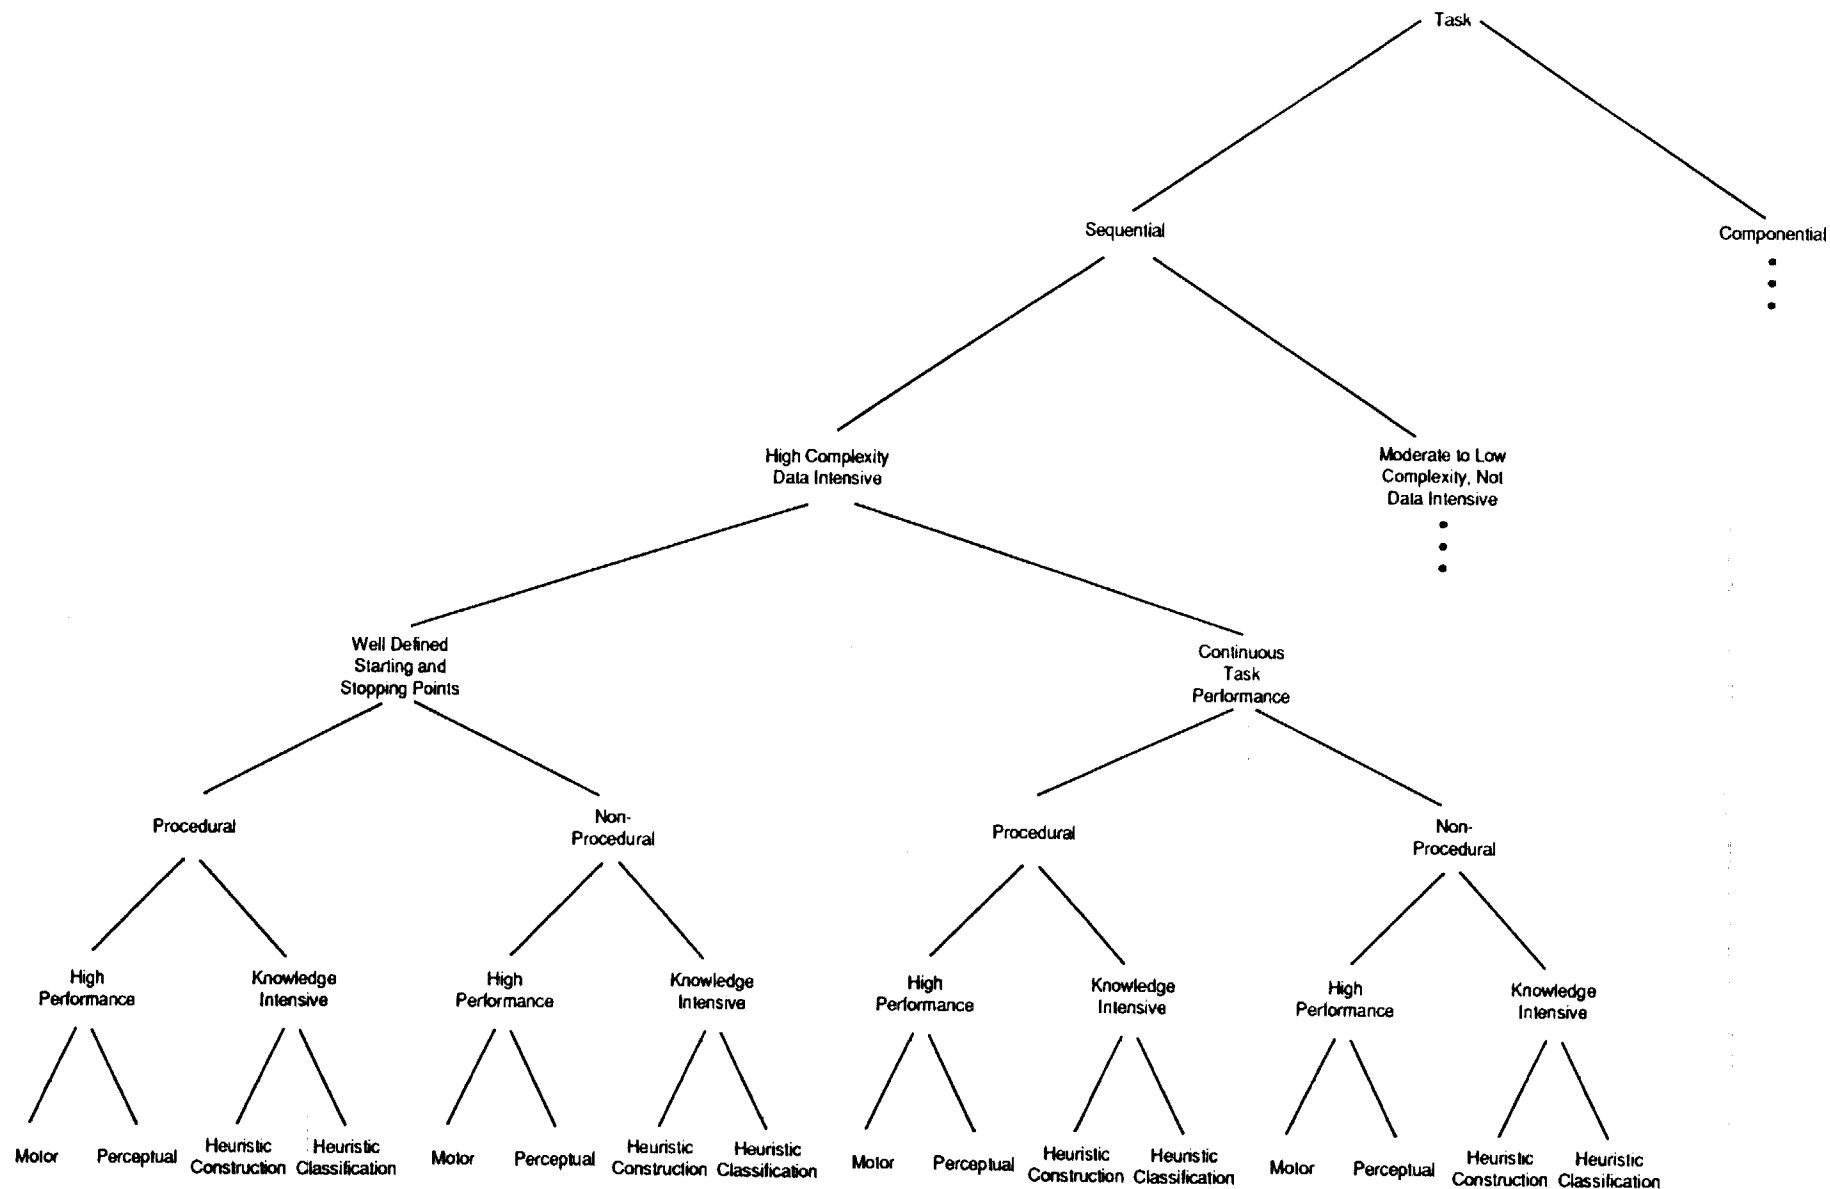 Task
Sequential
Componential
High Complexity
Data Intensive
Moderate to Low
Complexity, Not
Data Intensive
Well Defined
Starting and
Stopping Points
Continuous
Task
Performance
Procedural
Non-
Procedural
Procedural
Non-
Procedural
High
Performance
Knowledge
Intensive
High
Performance
Knowledge
Intensive
High
Performance
Knowledge
Intensive
High
Performance
Knowledge
Intensive
Motor
Perceptual
Heuristic
Construction
Heuristic
Classification
Motor
Perceptual
Heuristic
Construction
Heuristic
Classification
Motor
Perceptual
Heuristic
Construction
Heuristic
Classification
Motor
Perceptual
Heuristic
Construction
Heuristic
Classification